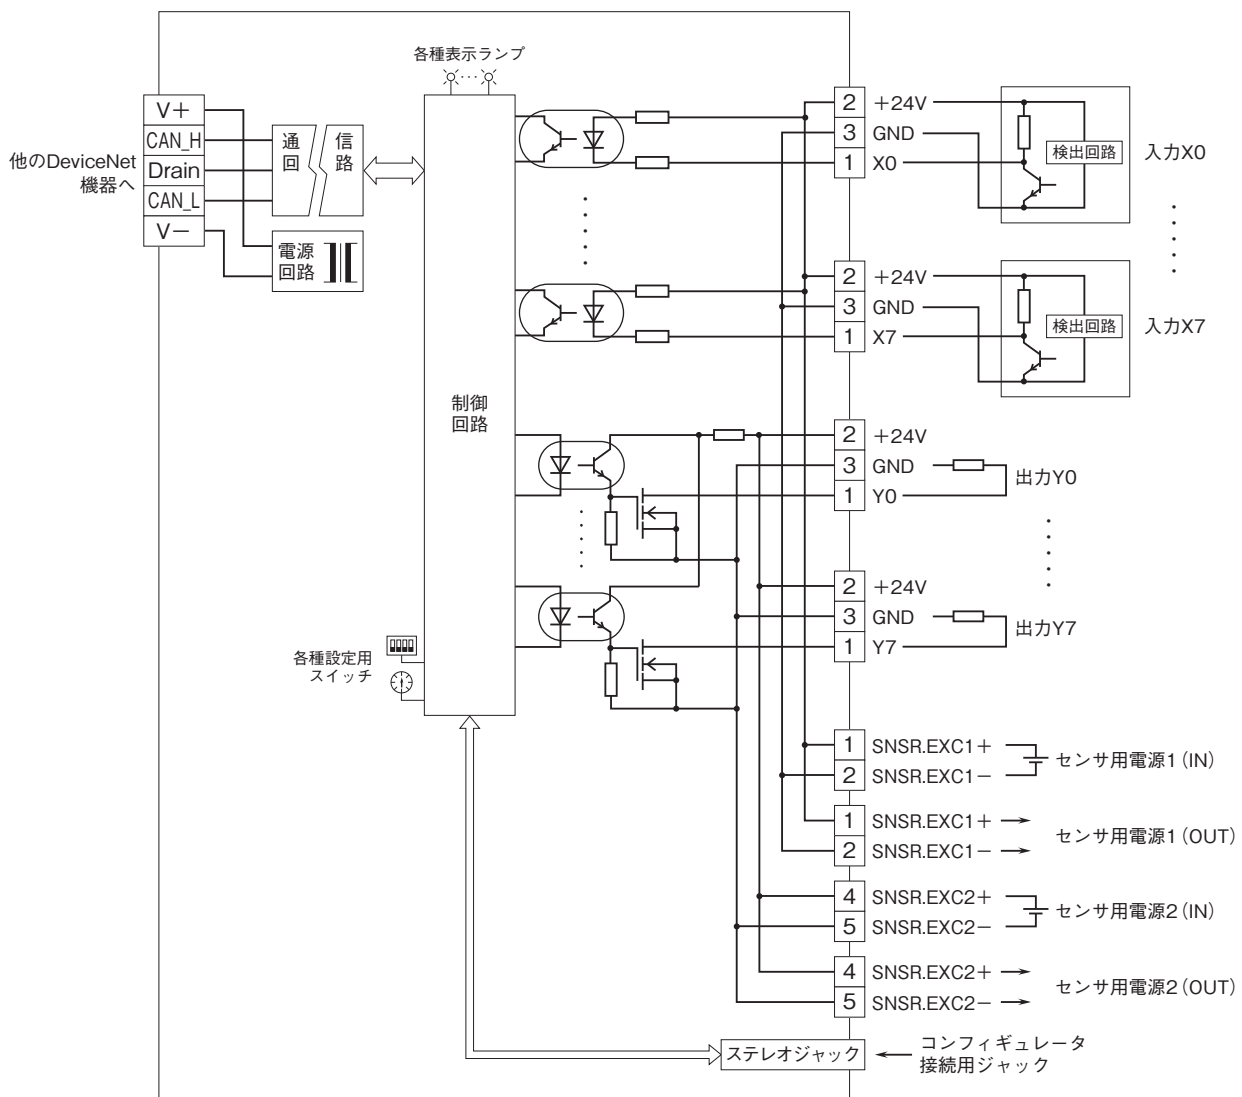 各種表示ランプ
V+
CAN_H
Drain
CAN_L
V−
他のDeviceNet
機器へ
通信
回路
電源
回路
制御
回路
各種設定用
スイッチ
2 +24V
3 GND
1 X0
検出回路
入力X0
2 +24V
3 GND
1 X7
検出回路
入力X7
2 +24V
3 GND
1 Y0
出力Y0
2 +24V
3 GND
1 Y7
出力Y7
1 SNSR.EXC1+
2 SNSR.EXC1−
センサ用電源1(IN)
1 SNSR.EXC1+
2 SNSR.EXC1−
センサ用電源1(OUT)
4 SNSR.EXC2+
5 SNSR.EXC2−
センサ用電源2(IN)
4 SNSR.EXC2+
5 SNSR.EXC2−
センサ用電源2(OUT)
ステレオジャック
コンフィギュレータ
接続用ジャック